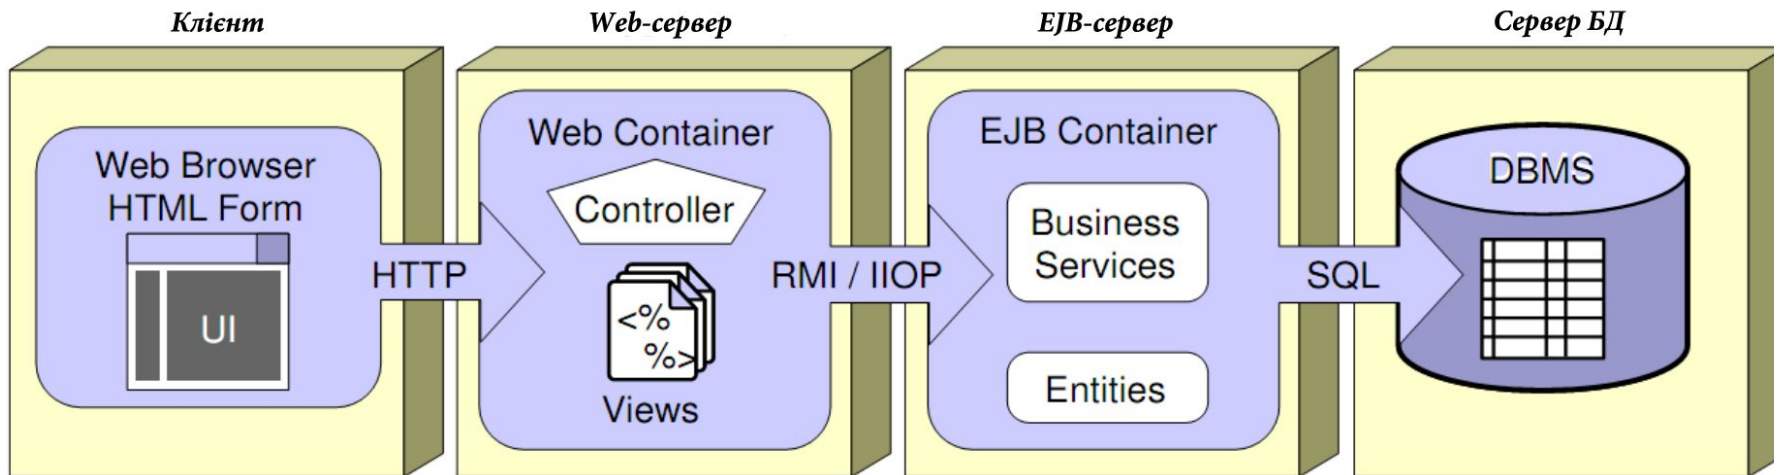 Клієнт
Web-сервер
EJB-сервер
Сервер БД
Web Browser
HTML Form
UI
HTTP
Web Container
Controller
<%
%>
Views
RMI / IIOP
EJB Container
Business
Services
Entities
SQL
DBMS